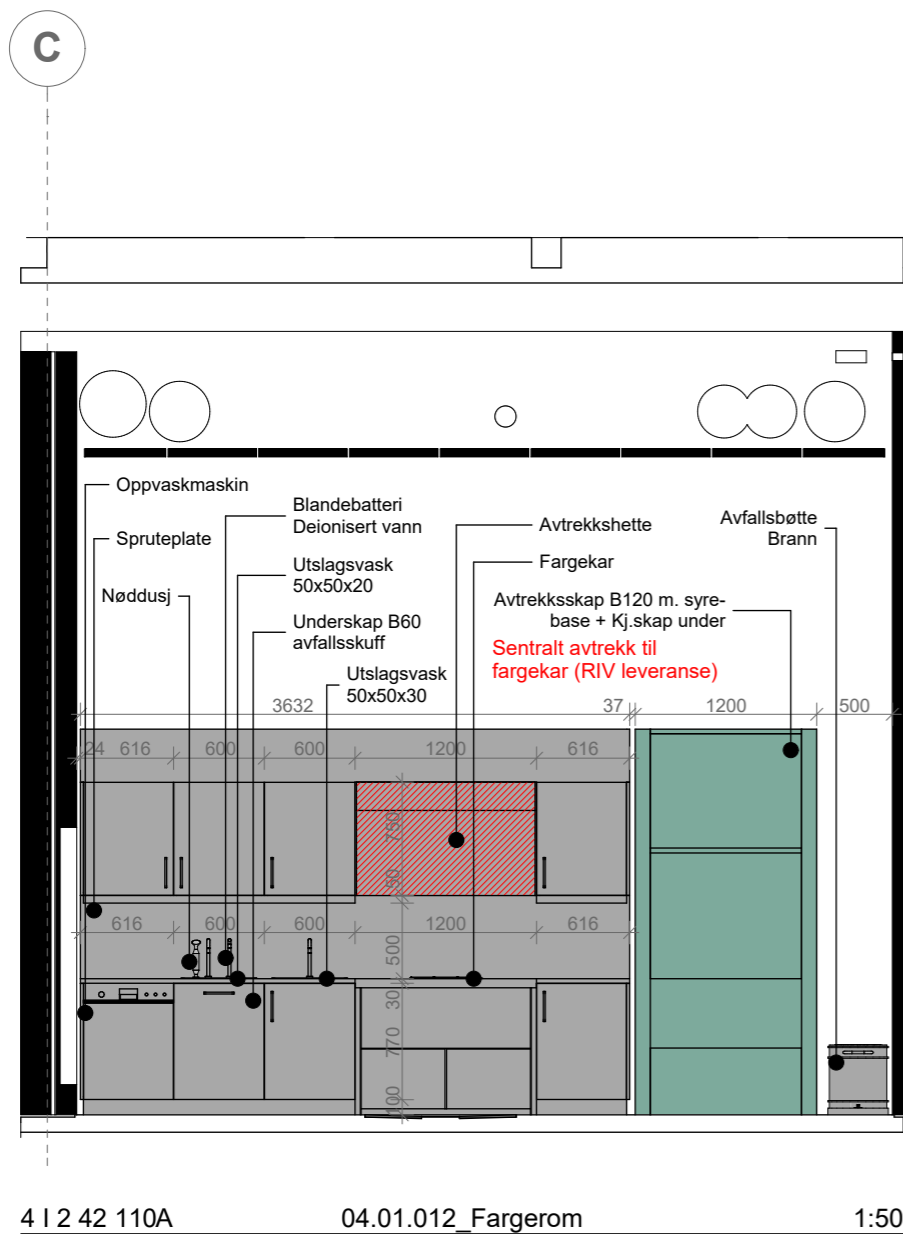 C
Oppvaskmaskin
Spruteplate
Nøddusj
Blandebatteri
Deionisert vann
Utslagsvask
50x50x20
Underskap B60
avfallsskuff
Utslagsvask
50x50x30
Avtrekkshette
Fargekar
Avfallsbøtte
Brann
Avtrekksskap B120 m. syre-
base + Kj.skap under
Sentralt avtrekk til
fargekar (RIV leveranse)
3632 37 1200 500
24 616 600 600 1200 616
750
50
616 600 600 1200 616
500
30
770
100
4 I 2 42 110A 04.01.012_Fargerom 1:50